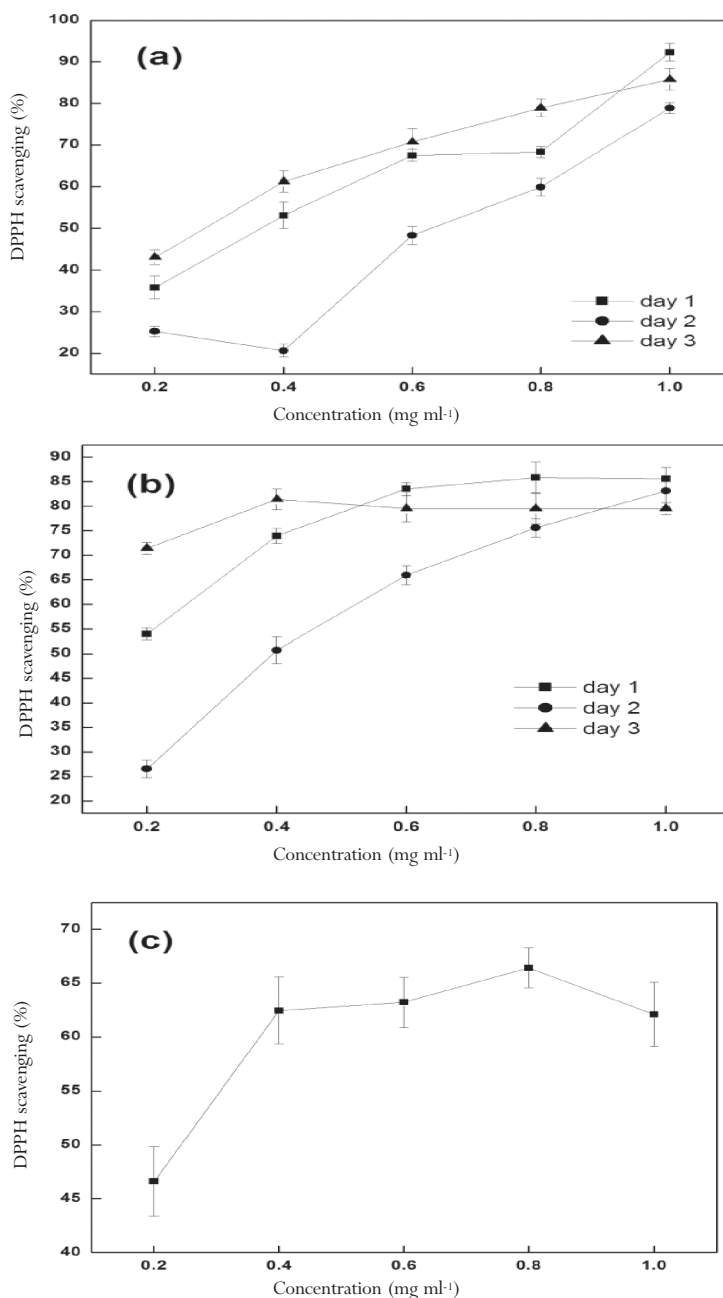 100
(a)
90
80
70
60
50
40
30
20
DPPH scavenging (%)
day 1
day 2
day 3
0.2 0.4 0.6 0.8 1.0
Concentration (mg ml-1)
90
(b)
85
80
75
70
65
60
55
50
45
40
35
30
25
20
DPPH scavenging (%)
day 1
day 2
day 3
0.2 0.4 0.6 0.8 1.0
Concentration (mg ml-1)
70
(c)
65
60
55
50
45
40
DPPH scavenging (%)
0.2 0.4 0.6 0.8 1.0
Concentration (mg ml-1)